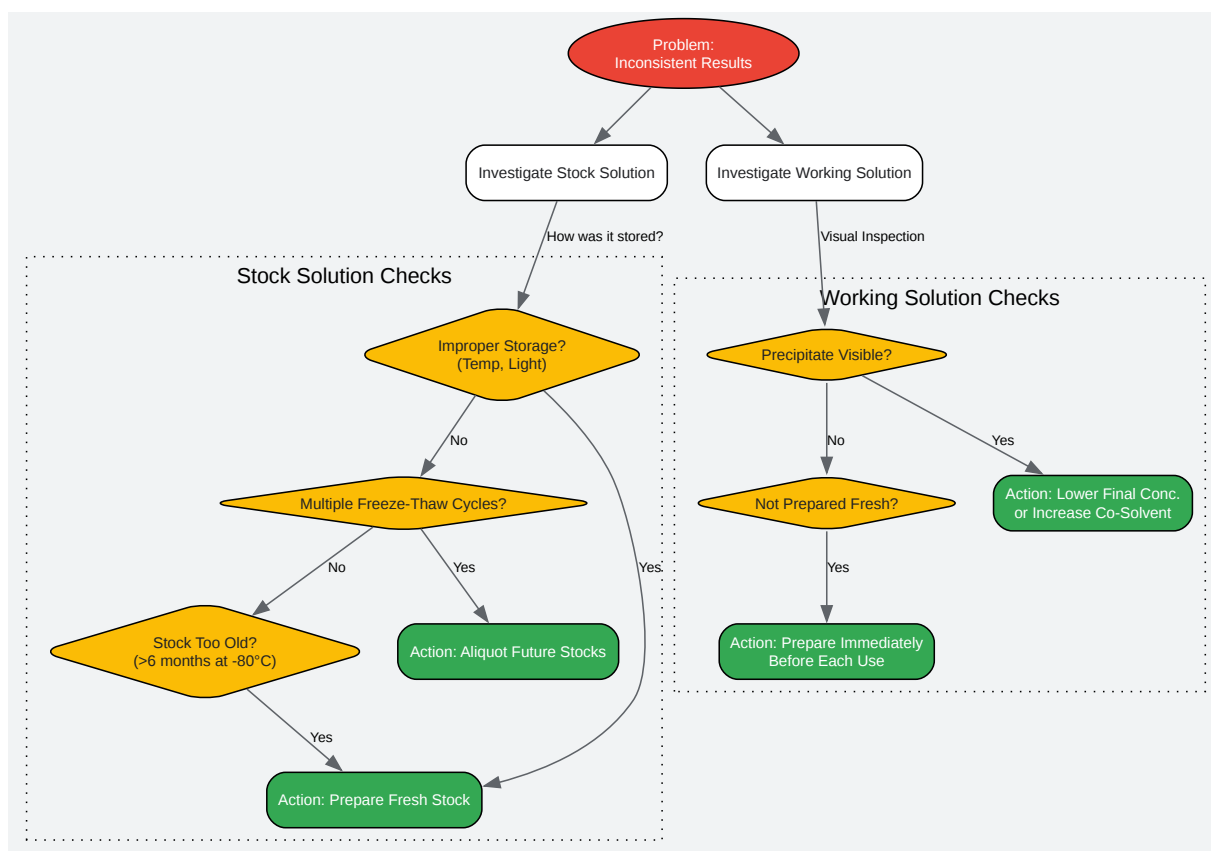 Problem:
Inconsistent Results
Investigate Stock Solution
Investigate Working Solution
How was it stored?
Visual Inspection
Stock Solution Checks
Working Solution Checks
Improper Storage?
(Temp, Light)
Precipitate Visible?
No
No
Yes
Multiple Freeze-Thaw Cycles?
Not Prepared Fresh?
Action: Lower Final Conc.
or Increase Co-Solvent
No
Yes
Yes
Yes
Stock Too Old?
(>6 months at -80°C)
Action: Aliquot Future Stocks
Action: Prepare Immediately
Before Each Use
Yes
Action: Prepare Fresh Stock